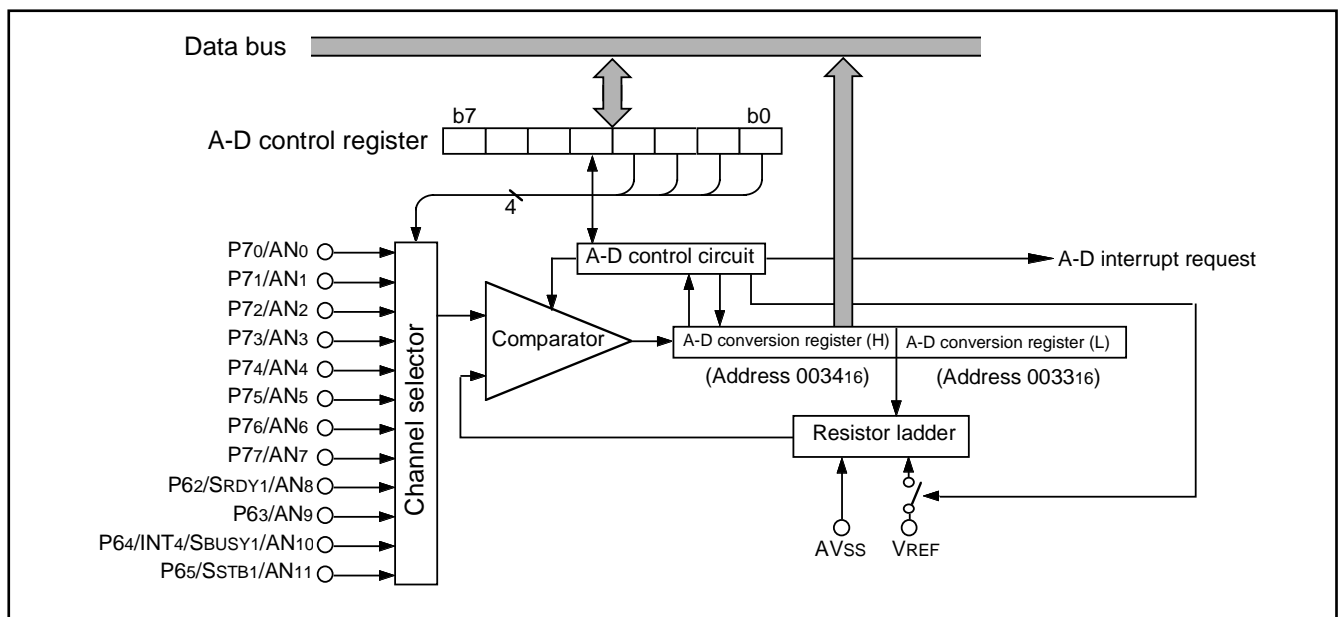 Data bus
b7 b0
A-D control register
4
P70/AN0
P71/AN1
P72/AN2
P73/AN3
P74/AN4
P75/AN5
P76/AN6
P77/AN7
P62/SRDY1/AN8
P63/AN9
P64/INT4/SBUSY1/AN10
P65/SSTB1/AN11
Channel selector
A-D control circuit
A-D interrupt request
Comparator
A-D conversion register (H) A-D conversion register (L)
(Address 003416) (Address 003316)
Resistor ladder
AVSS VREF